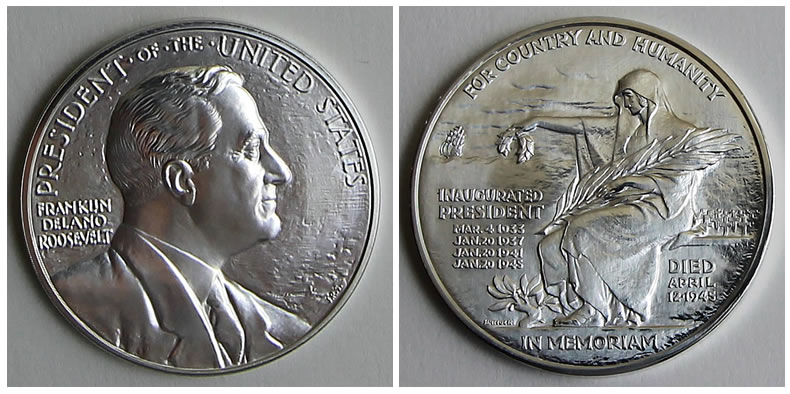 PRESIDENT · OF · THE · UNITED STATES
FRANKLIN
DELANO
ROOSEVELT
FOR COUNTRY AND HUMANITY
INAUGURATED
PRESIDENT
MAR. 4 1933
JAN. 20 1937
JAN. 20 1941
JAN. 20 1945
DIED
APRIL
12·1945
IN MEMORIAM